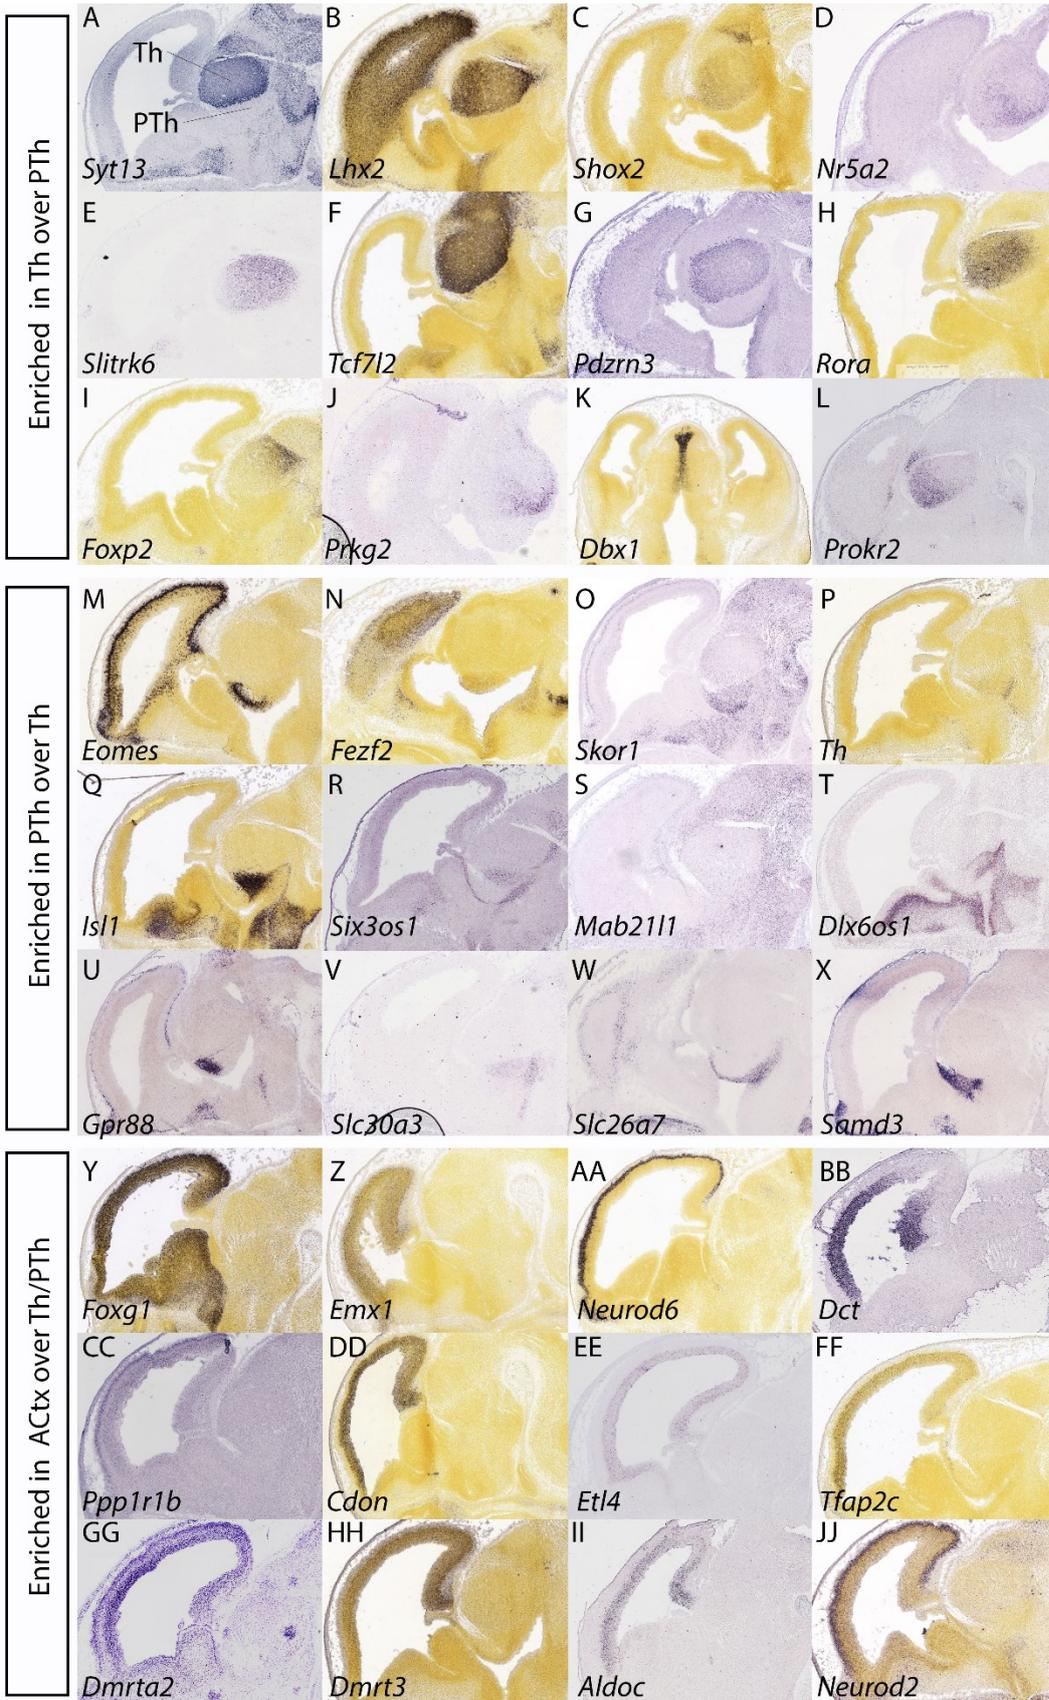 Enriched in Th over PTh
A
B
C
D
Th
PTh
Syt13
Lhx2
Shox2
Nr5a2
E
F
G
H
Slitrk6
Tcf7l2
Pdzrn3
Rora
I
J
K
L
Foxp2
Prkg2
Dbx1
Prokr2
Enriched in PTh over Th
M
N
O
P
Eomes
Fezf2
Skor1
Th
Q
R
S
T
Isl1
Six3os1
Mab21l1
Dlx6os1
U
V
W
X
Gpr88
Slc30a3
Slc26a7
Samd3
Enriched in ACtx over Th/PTh
Y
Z
AA
BB
Foxg1
Emx1
Neurod6
Dct
CC
DD
EE
FF
Ppp1r1b
Cdon
Etl4
Tfap2c
GG
HH
II
JJ
Dmrta2
Dmrt3
Aldoc
Neurod2